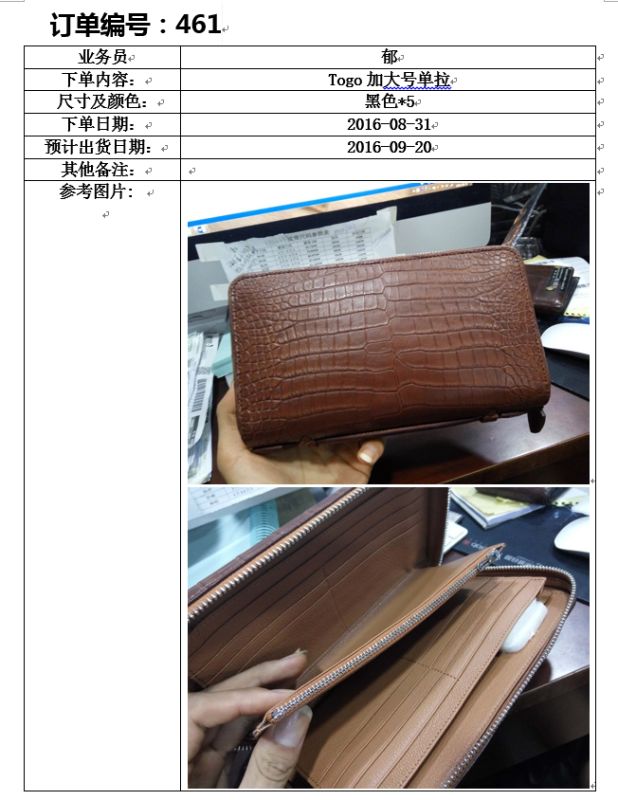 订单编号：461
业务员
郁
下单内容：
Togo 加大号单拉
尺寸及颜色：
黑色*5
下单日期：
2016-08-31
预计出货日期：
2016-09-20
其他备注：
参考图片：